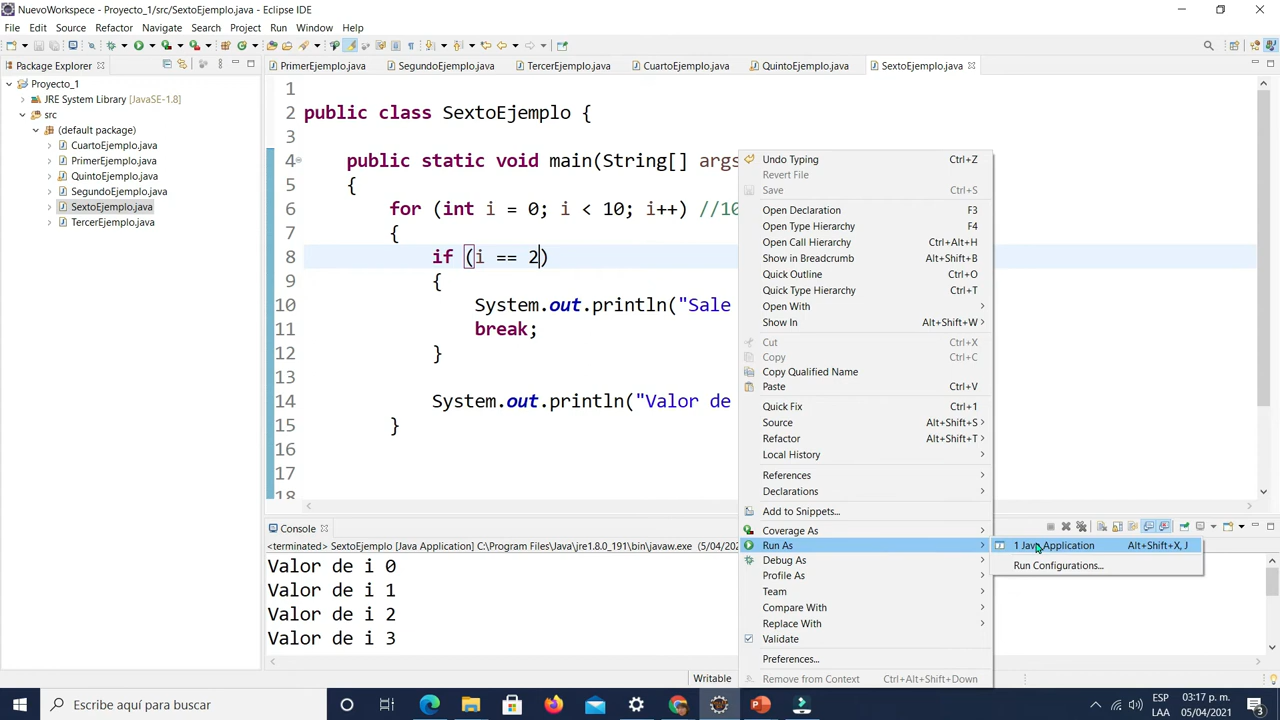 NuevoWorkspece - Proyecto_1/src/SextoEjemplo.java - Eclipse IDE
File Edit Source Refactor Navigate Search Project Run Window Help
Package Explorer
PrimerEjemplo.java SegundoEjemplo.java TercerEjemplo.java CuartoEjemplo.java QuintoEjemplo.java SextoEjemplo.java
Proyecto_1
JRE System Library [JavaSE-1.8]
src
(default package)
CuartoEjemplo.java
PrimerEjemplo.java
QuintoEjemplo.java
SegundoEjemplo.java
SextoEjemplo.java
TercerEjemplo.java
1
2 public class SextoEjemplo {
3
4 public static void main(String[] args
5 {
6 for (int i = 0; i < 10; i++) //10
7 {
8 if (i == 2)
9 {
10 System.out.println("Sale
11 break;
12 }
13
14 System.out.println("Valor de
15 }
16
17
18
Undo Typing Ctrl+Z
Revert File
Save Ctrl+S
Open Declaration F3
Open Type Hierarchy F4
Open Call Hierarchy Ctrl+Alt+H
Show in Breadcrumb Alt+Shift+B
Quick Outline Ctrl+O
Quick Type Hierarchy Ctrl+T
Open With
Show In Alt+Shift+W
Cut Ctrl+X
Copy Ctrl+C
Copy Qualified Name
Paste Ctrl+V
Quick Fix Ctrl+1
Source Alt+Shift+S
Refactor Alt+Shift+T
Local History
References
Declarations
Add to Snippets...
Coverage As
Run As
Debug As
Profile As
Team
Compare With
Replace With
Validate
Preferences...
Remove from Context Ctrl+Alt+Shift+Down
1 Java Application Alt+Shift+X, J
Run Configurations...
Console
<terminated> SextoEjemplo [Java Application] C:\Program Files\Java\jre1.8.0_191\bin\javaw.exe (5/04/202
Valor de i 0
Valor de i 1
Valor de i 2
Valor de i 3
Writable
Escribe aquí para buscar
ESP
LAA
03:17 p. m.
05/04/2021
3